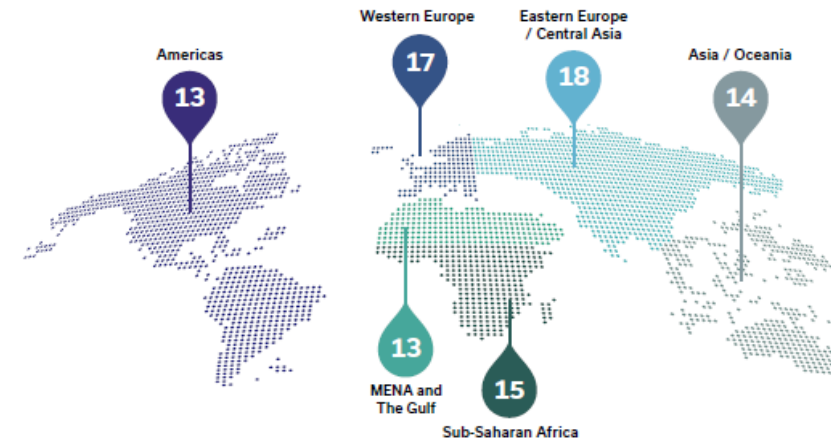 Western Europe
17
Eastern Europe
/ Central Asia
18
Americas
13
Asia / Oceania
14
13
MENA and
The Gulf
15
Sub-Saharan Africa